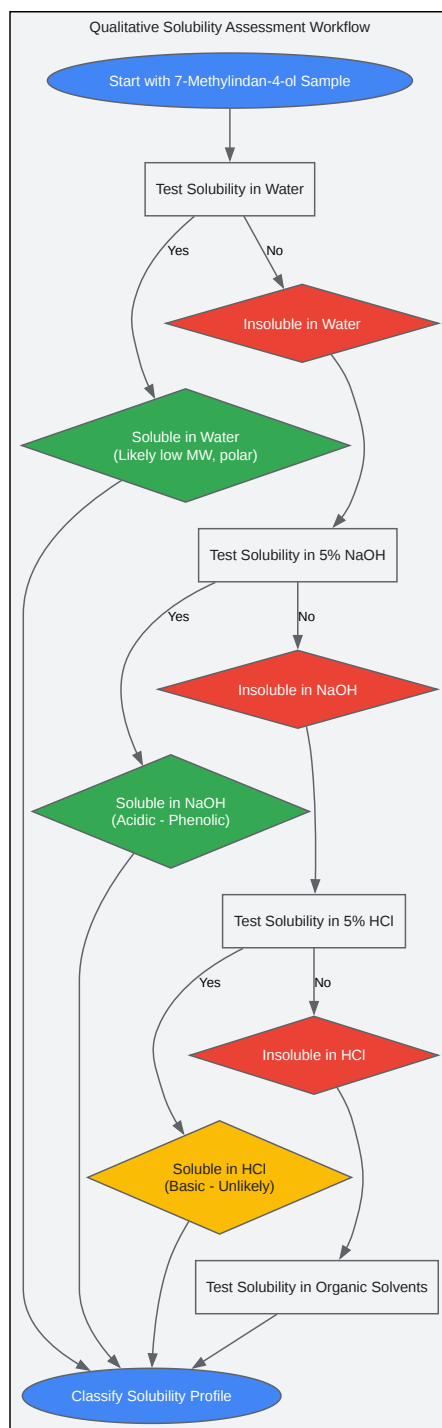 Qualitative Solubility Assessment Workflow
Start with 7-Methylindan-4-ol Sample
Test Solubility in Water
Yes
No
Insoluble in Water
Soluble in Water
(Likely low MW, polar)
Test Solubility in 5% NaOH
Yes
No
Insoluble in NaOH
Soluble in NaOH
(Acidic - Phenolic)
Test Solubility in 5% HCl
Yes
No
Insoluble in HCl
Soluble in HCl
(Basic - Unlikely)
Test Solubility in Organic Solvents
Classify Solubility Profile